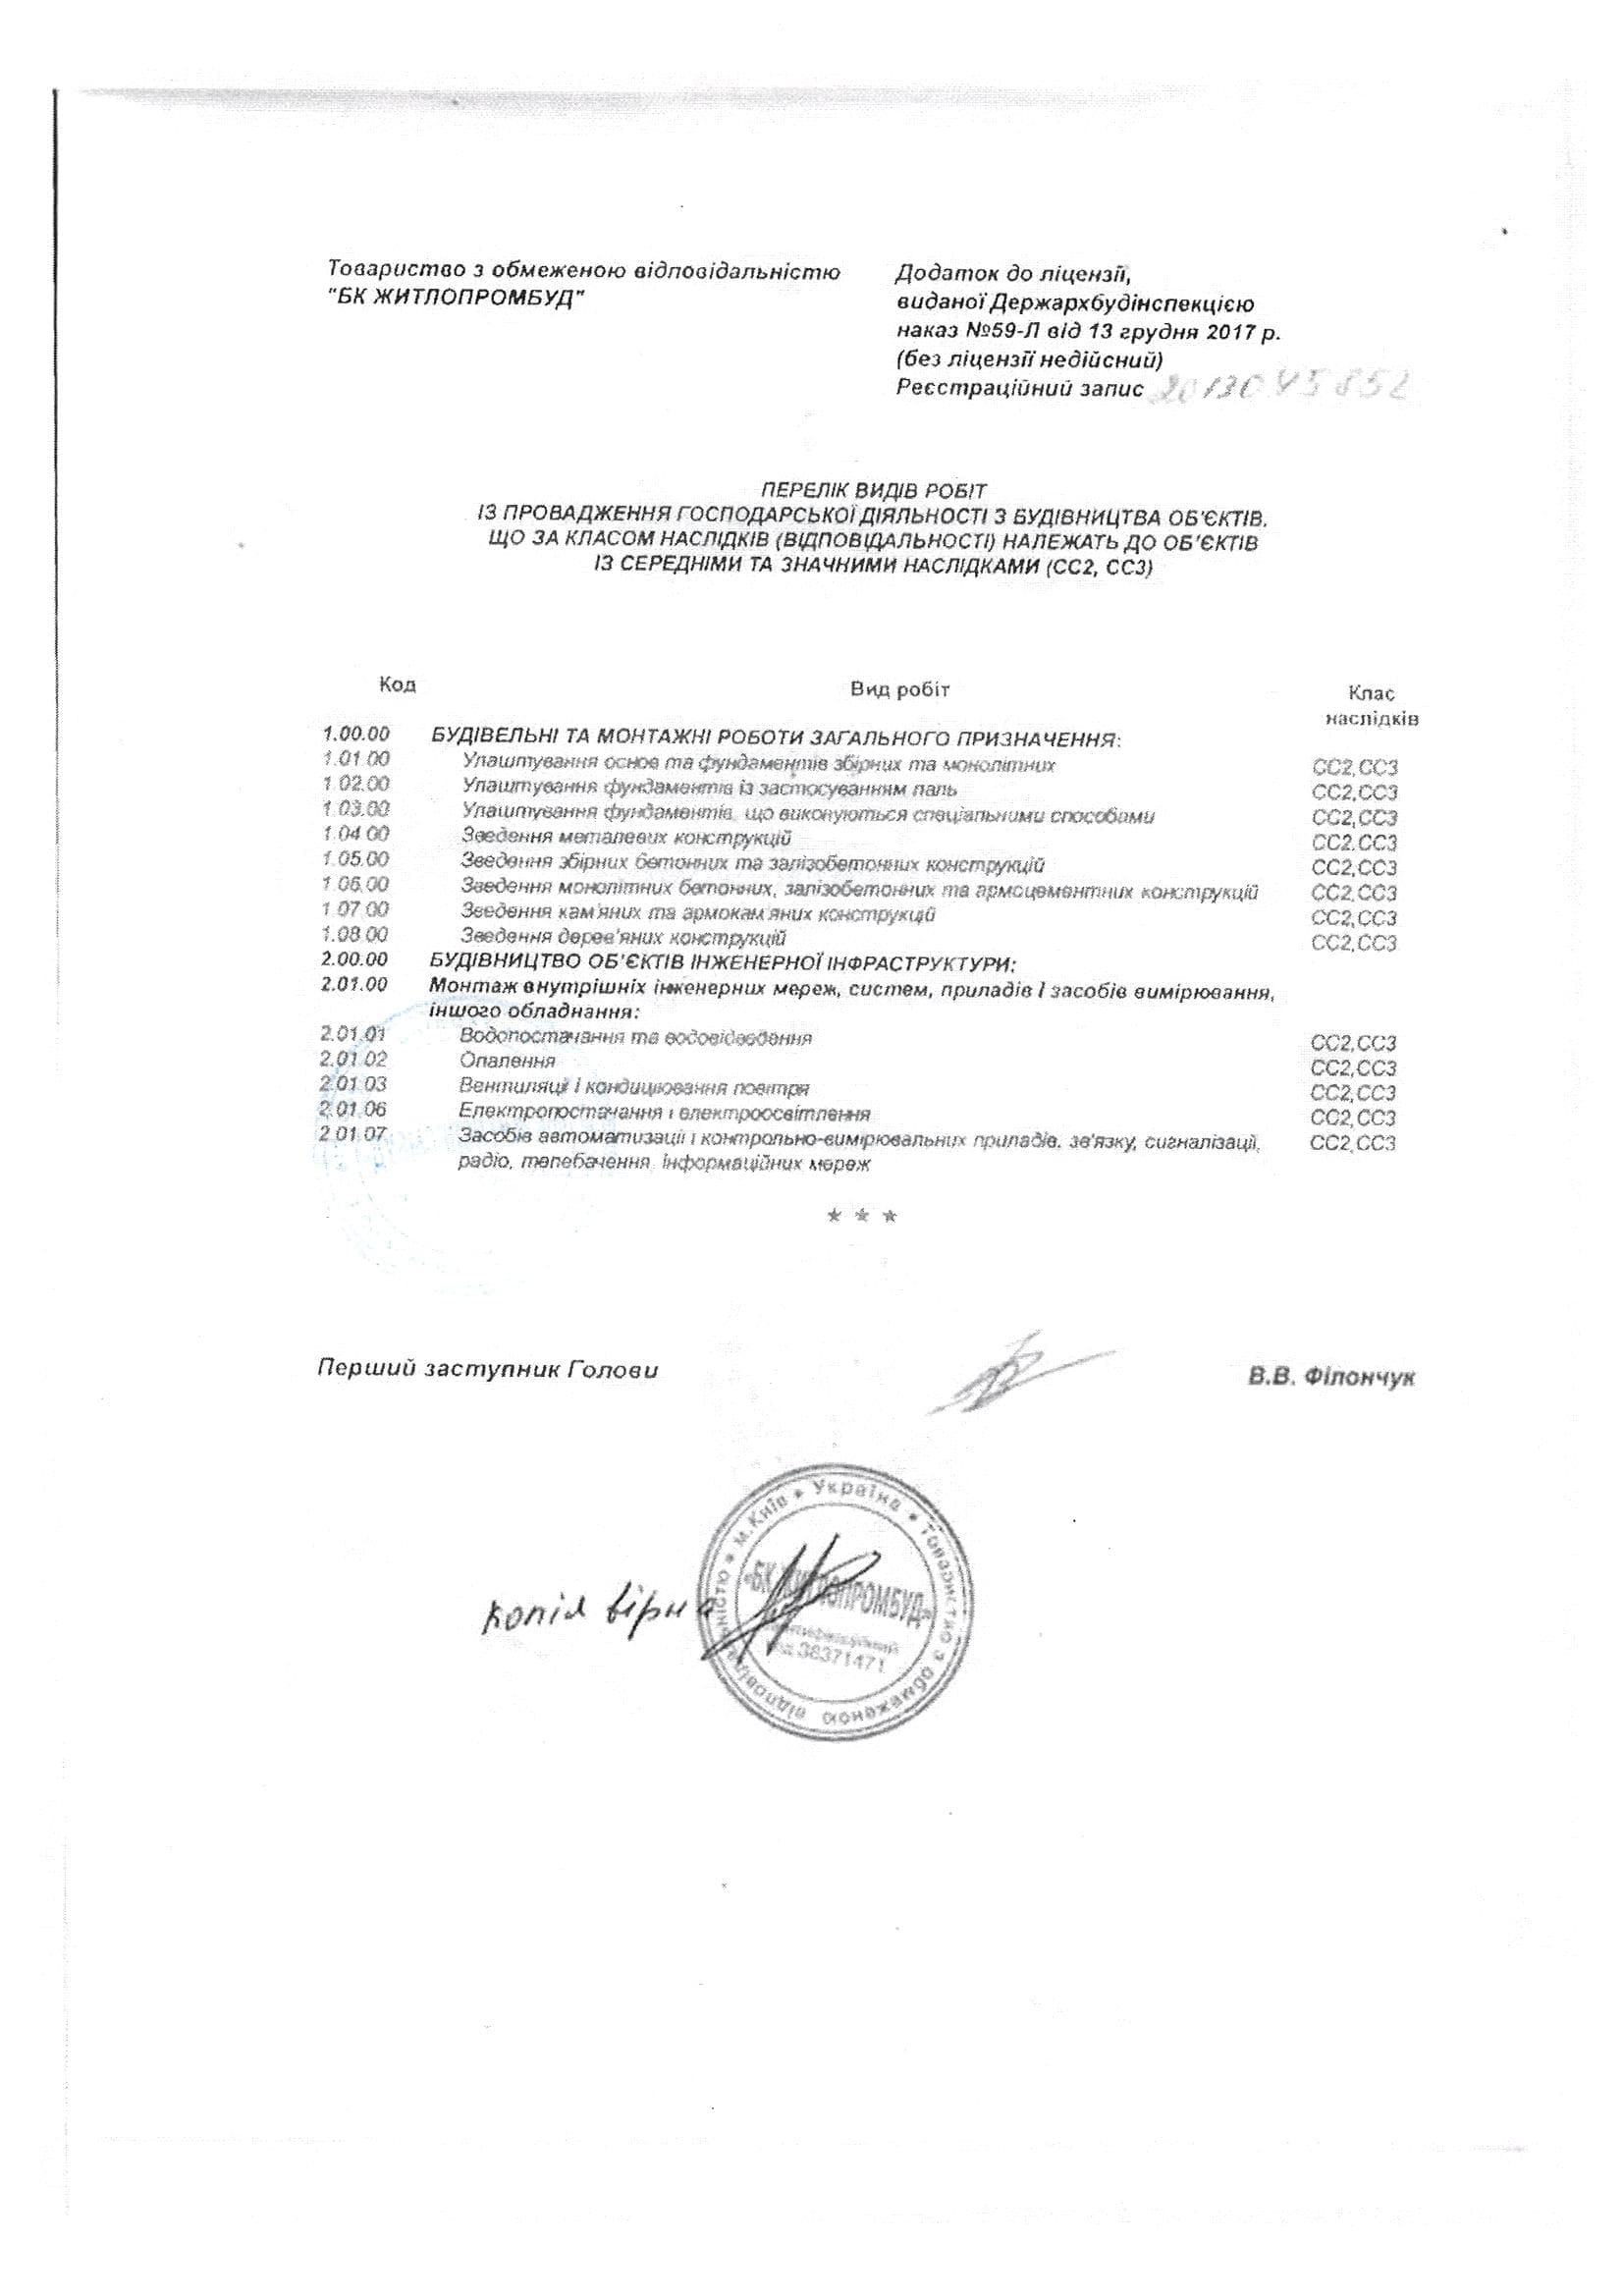 Товариство з обмеженою відповідальністю
"БК ЖИТЛОПРОМБУД"
Додаток до ліцензії,
виданої Держархбудінспекцією
наказ №59-Л від 13 грудня 2017 р.
(без ліцензії недійсний)
Реєстраційний запис 2013045852
ПЕРЕЛІК ВИДІВ РОБІТ
ІЗ ПРОВАДЖЕННЯ ГОСПОДАРСЬКОЇ ДІЯЛЬНОСТІ З БУДІВНИЦТВА ОБ'ЄКТІВ,
ЩО ЗА КЛАСОМ НАСЛІДКІВ (ВІДПОВІДАЛЬНОСТІ) НАЛЕЖАТЬ ДО ОБ'ЄКТІВ
ІЗ СЕРЕДНІМИ ТА ЗНАЧНИМИ НАСЛІДКАМИ (СС2, СС3)
Код Вид робіт Клас
наслідків
1.00.00 БУДІВЕЛЬНІ ТА МОНТАЖНІ РОБОТИ ЗАГАЛЬНОГО ПРИЗНАЧЕННЯ:
1.01.00 Улаштування основ та фундаментів збірних та монолітних СС2,СС3
1.02.00 Улаштування фундаментів із застосуванням паль СС2,СС3
1.03.00 Улаштування фундаментів, що виконуються спеціальними способами СС2,СС3
1.04.00 Зведення металевих конструкцій СС2,СС3
1.05.00 Зведення збірних бетонних та залізобетонних конструкцій СС2,СС3
1.06.00 Зведення монолітних бетонних, залізобетонних та армоцементних конструкцій СС2,СС3
1.07.00 Зведення кам'яних та армокам'яних конструкцій СС2,СС3
1.08.00 Зведення дерев'яних конструкцій СС2,СС3
2.00.00 БУДІВНИЦТВО ОБ'ЄКТІВ ІНЖЕНЕРНОЇ ІНФРАСТРУКТУРИ:
2.01.00 Монтаж внутрішніх інженерних мереж, систем, приладів і засобів вимірювання,
іншого обладнання:
2.01.01 Водопостачання та водовідведення СС2,СС3
2.01.02 Опалення СС2,СС3
2.01.03 Вентиляції і кондиціювання повітря СС2,СС3
2.01.06 Електропостачання і електроосвітлення СС2,СС3
2.01.07 Засобів автоматизації і контрольно-вимірювальних приладів, зв'язку, сигналізації, СС2,СС3
радіо, телебачення, інформаційних мереж
* * *
Перший заступник Голови В.В. Філончук
копія вірна
Україна * Товариство з обмеженою відповідальністю * м.Київ *
«БК ЖИТЛОПРОМБУД»
Ідентифікаційний
код 38371471